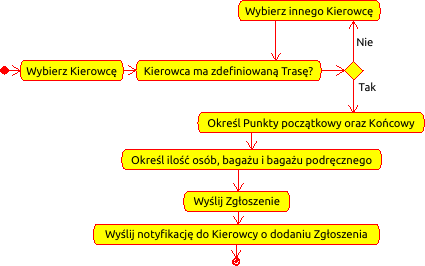 Wybierz innego Kierowcę
Nie
Wybierz Kierowcę
Kierowca ma zdefiniowaną Trasę?
Tak
Określ Punkty początkowy oraz Końcowy
Określ ilość osób, bagażu i bagażu podręcznego
Wyślij Zgłoszenie
Wyślij notyfikację do Kierowcy o dodaniu Zgłoszenia